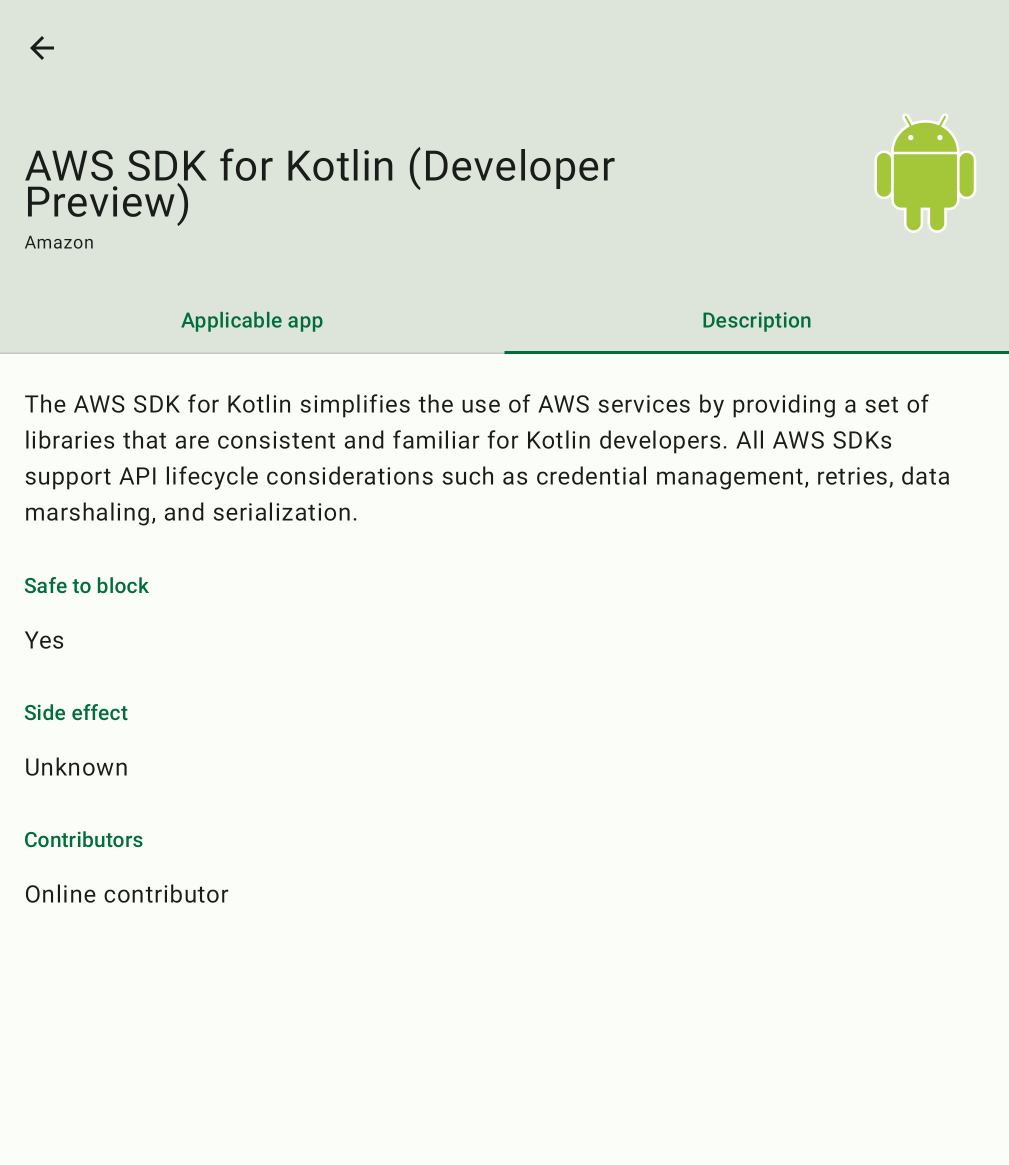 AWS SDK for Kotlin (Developer
Preview)
Amazon
Applicable app
Description
The AWS SDK for Kotlin simplifies the use of AWS services by providing a set of
libraries that are consistent and familiar for Kotlin developers. All AWS SDKs
support API lifecycle considerations such as credential management, retries, data
marshaling, and serialization.
Safe to block
Yes
Side effect
Unknown
Contributors
Online contributor